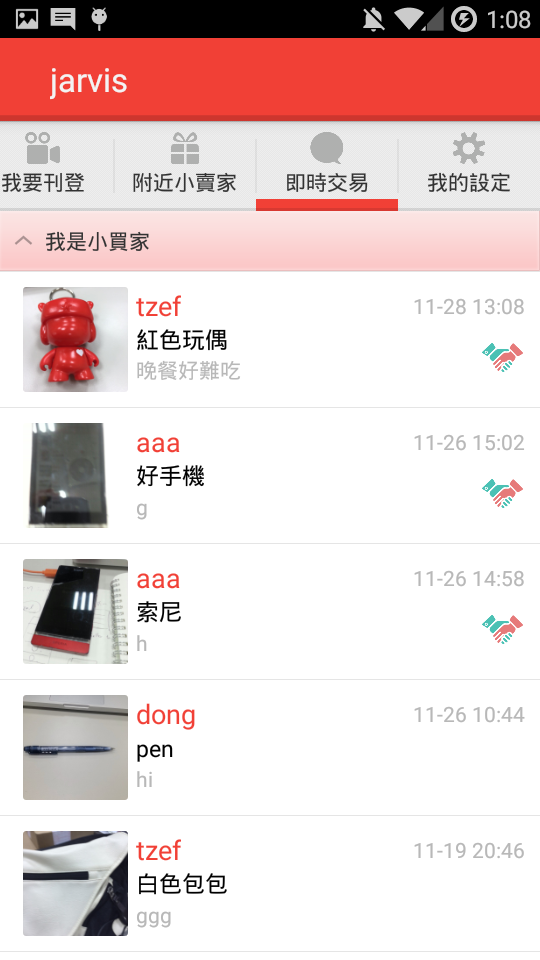 1:08
jarvis
我要刊登
附近小賣家
即時交易
我的設定
我是小買家
tzef
11-28 13:08
紅色玩偶
晚餐好難吃
aaa
11-26 15:02
好手機
g
aaa
11-26 14:58
索尼
h
dong
11-26 10:44
pen
hi
tzef
11-19 20:46
白色包包
ggg